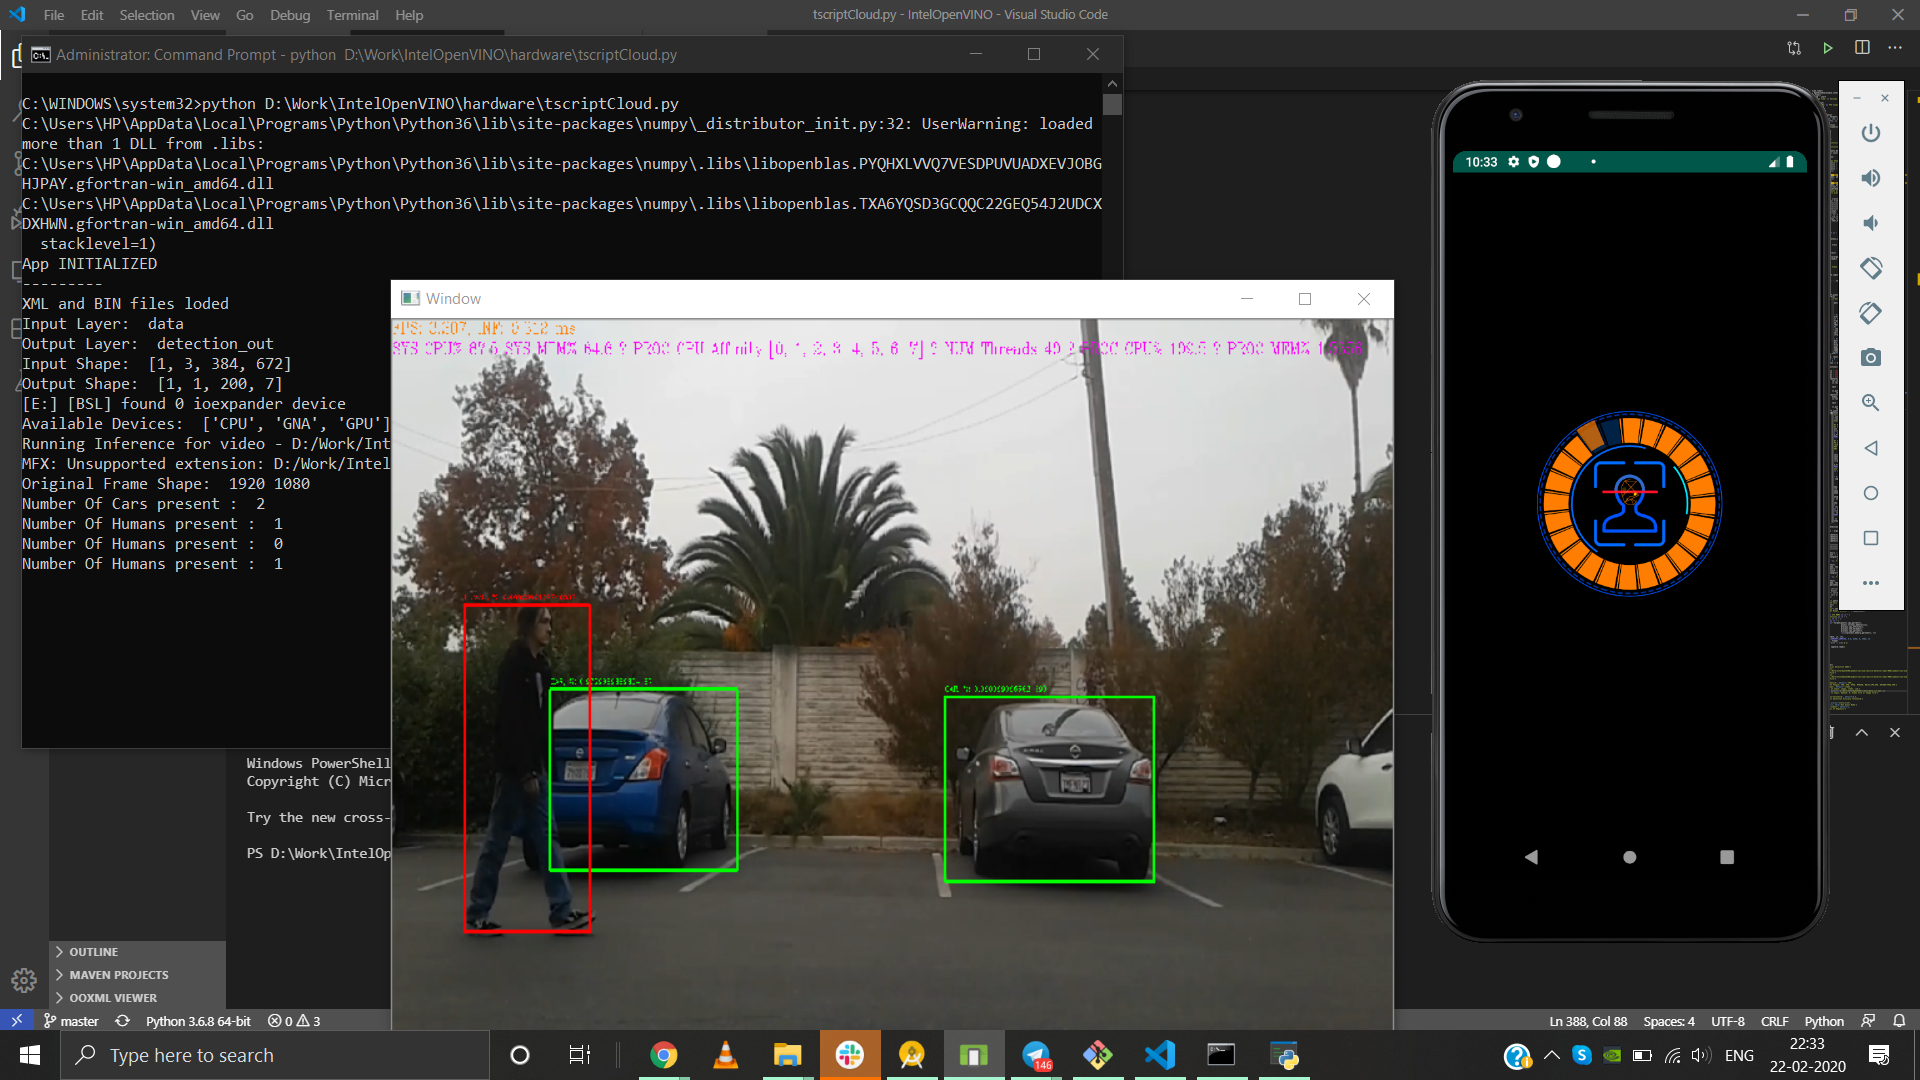 File Edit Selection View Go Debug Terminal Help
tscriptCloud.py - IntelOpenVINO - Visual Studio Code
Administrator: Command Prompt - python D:\Work\IntelOpenVINO\hardware\tscriptCloud.py
C:\WINDOWS\system32>python D:\Work\IntelOpenVINO\hardware\tscriptCloud.py
C:\Users\HP\AppData\Local\Programs\Python\Python36\lib\site-packages\numpy\_distributor_init.py:32: UserWarning: loaded
more than 1 DLL from .libs:
C:\Users\HP\AppData\Local\Programs\Python\Python36\lib\site-packages\numpy\.libs\libopenblas.PYQHXLVVQ7VESDPUVUADXEVJOBG
HJPAY.gfortran-win_amd64.dll
C:\Users\HP\AppData\Local\Programs\Python\Python36\lib\site-packages\numpy\.libs\libopenblas.TXA6YQSD3GCQQC22GEQ54J2UDCX
DXHWN.gfortran-win_amd64.dll
stacklevel=1)
App INITIALIZED
---------
XML and BIN files loded
Input Layer: data
Output Layer: detection_out
Input Shape: [1, 3, 384, 672]
Output Shape: [1, 1, 200, 7]
[E:] [BSL] found 0 ioexpander device
Available Devices: ['CPU', 'GNA', 'GPU']
Running Inference for video - D:/Work/Int
MFX: Unsupported extension: D:/Work/Intel
Original Frame Shape: 1920 1080
Number Of Cars present : 2
Number Of Humans present : 1
Number Of Humans present : 0
Number Of Humans present : 1
Window
10:33
Windows PowerShell
Copyright (C) Micr
Try the new cross-
PS D:\Work\IntelOp
OUTLINE
MAVEN PROJECTS
OOXML VIEWER
master
Python 3.6.8 64-bit
0
3
Ln 388, Col 88
Spaces: 4
UTF-8
CRLF
Python
Type here to search
146
ENG
22:33
22-02-2020